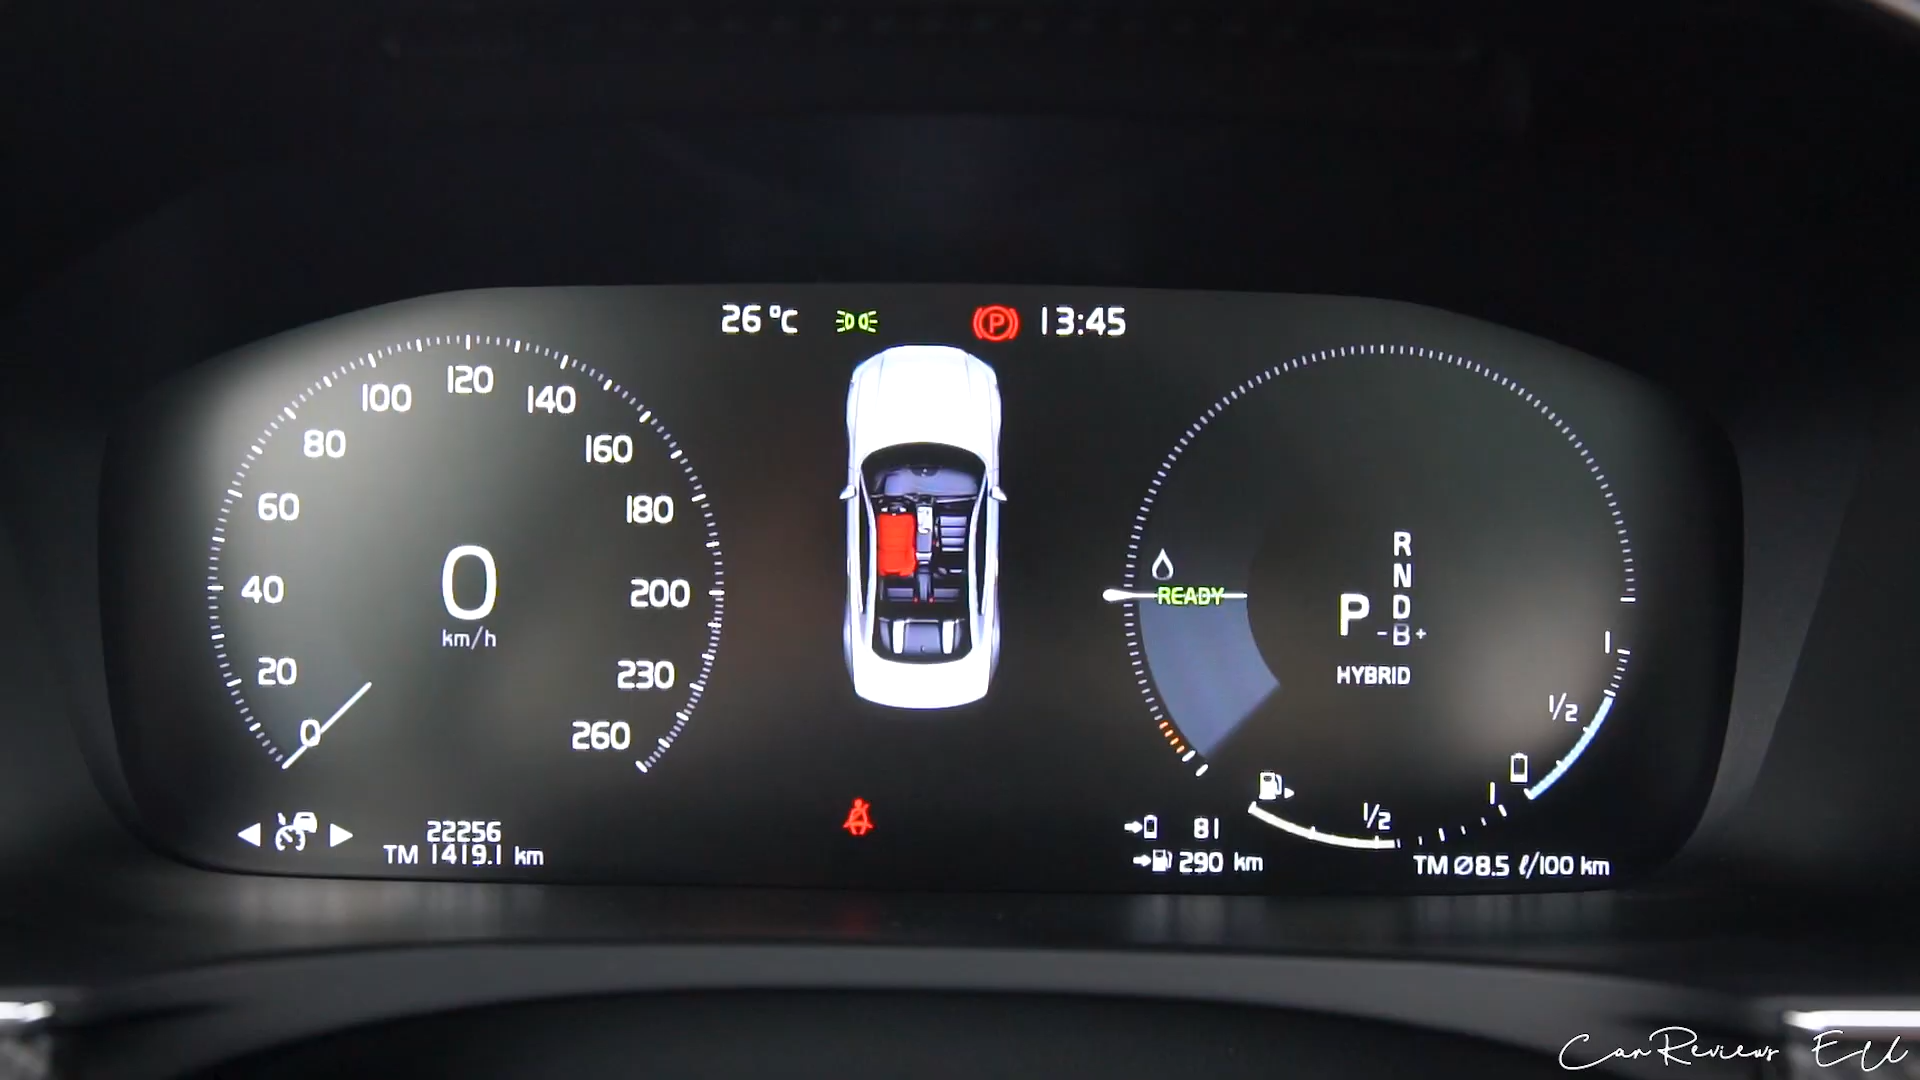 26 °C
P
13:45
0
20
40
60
80
100
120
140
160
180
200
230
260
0
km/h
READY
R
N
D
P -B+
HYBRID
1
1/2
1/2
1
22256
TM 1419.1 km
81
290 km
TM Ø8.5 ℓ/100 km
CarReviews EU